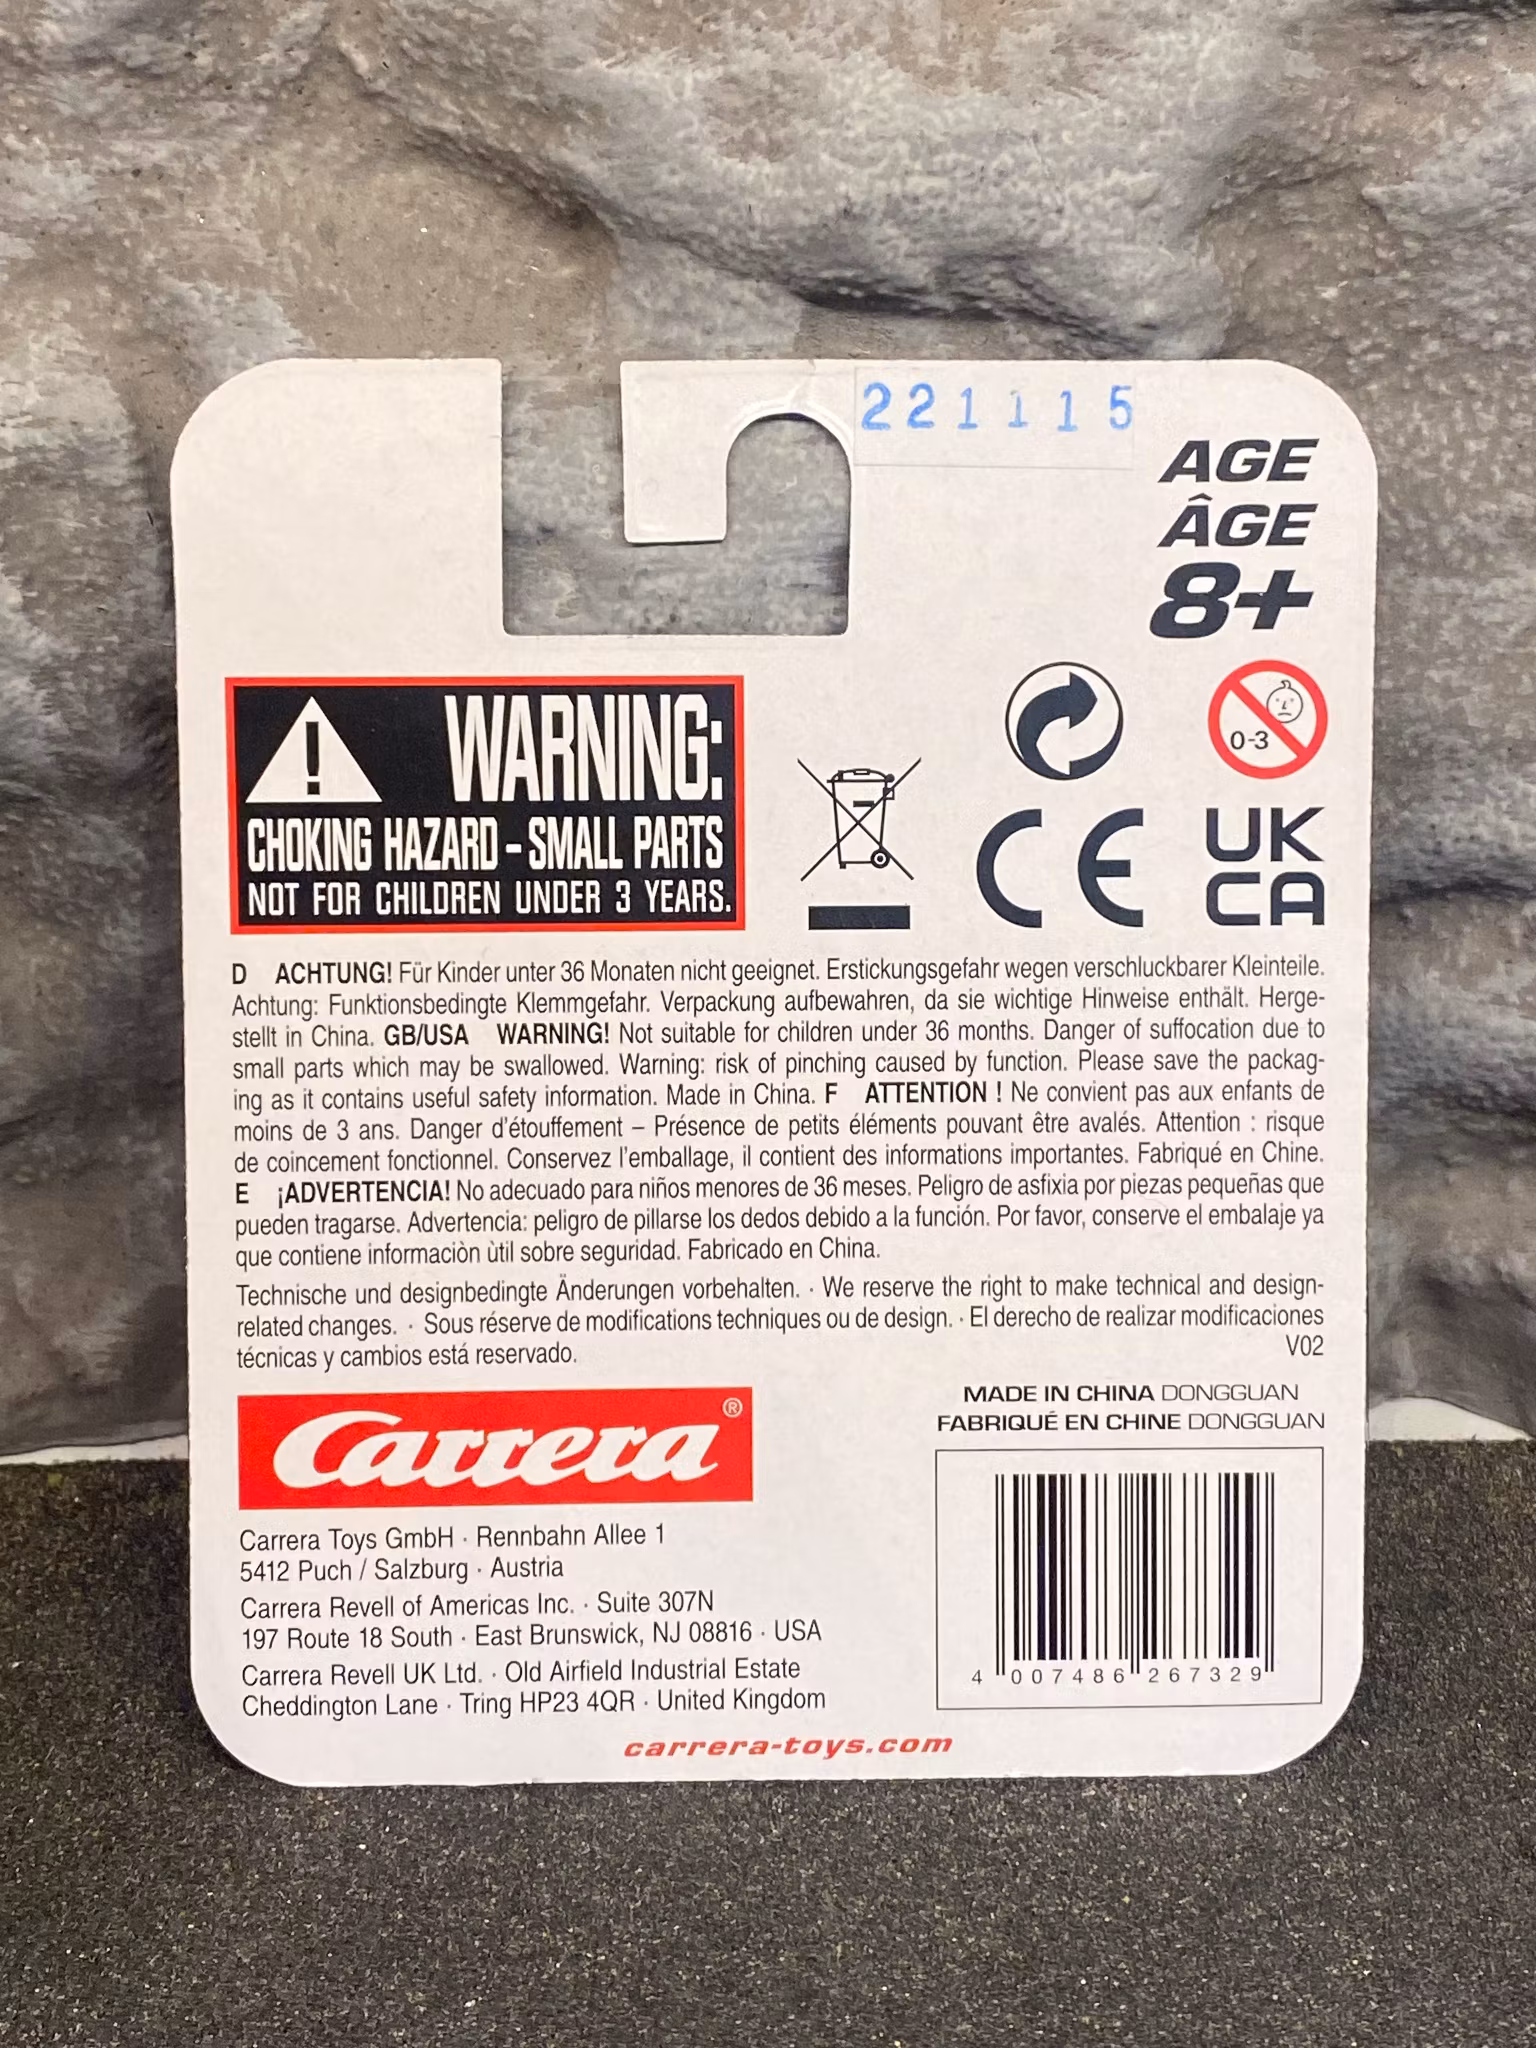 221115
AGE
ÂGE
8+
WARNING:
CHOKING HAZARD - SMALL PARTS
NOT FOR CHILDREN UNDER 3 YEARS.
0-3
CE
UK
CA
D ACHTUNG! Für Kinder unter 36 Monaten nicht geeignet. Erstickungsgefahr wegen verschluckbarer Kleinteile.
Achtung: Funktionsbedingte Klemmgefahr. Verpackung aufbewahren, da sie wichtige Hinweise enthält. Herge-
stellt in China. GB/USA WARNING! Not suitable for children under 36 months. Danger of suffocation due to
small parts which may be swallowed. Warning: risk of pinching caused by function. Please save the packag-
ing as it contains useful safety information. Made in China. F ATTENTION ! Ne convient pas aux enfants de
moins de 3 ans. Danger d'étouffement – Présence de petits éléments pouvant être avalés. Attention : risque
de coincement fonctionnel. Conservez l'emballage, il contient des informations importantes. Fabriqué en Chine.
E ¡ADVERTENCIA! No adecuado para niños menores de 36 meses. Peligro de asfixia por piezas pequeñas que
pueden tragarse. Advertencia: peligro de pillarse los dedos debido a la función. Por favor, conserve el embalaje ya
que contiene informaciòn ùtil sobre seguridad. Fabricado en China.
Technische und designbedingte Änderungen vorbehalten. · We reserve the right to make technical and design-
related changes. · Sous réserve de modifications techniques ou de design. · El derecho de realizar modificaciones
técnicas y cambios está reservado. V02
Carrera ®
MADE IN CHINA DONGGUAN
FABRIQUÉ EN CHINE DONGGUAN
Carrera Toys GmbH · Rennbahn Allee 1
5412 Puch / Salzburg · Austria
Carrera Revell of Americas Inc. · Suite 307N
197 Route 18 South · East Brunswick, NJ 08816 · USA
Carrera Revell UK Ltd. · Old Airfield Industrial Estate
Cheddington Lane · Tring HP23 4QR · United Kingdom
4 007486 267329
carrera-toys.com